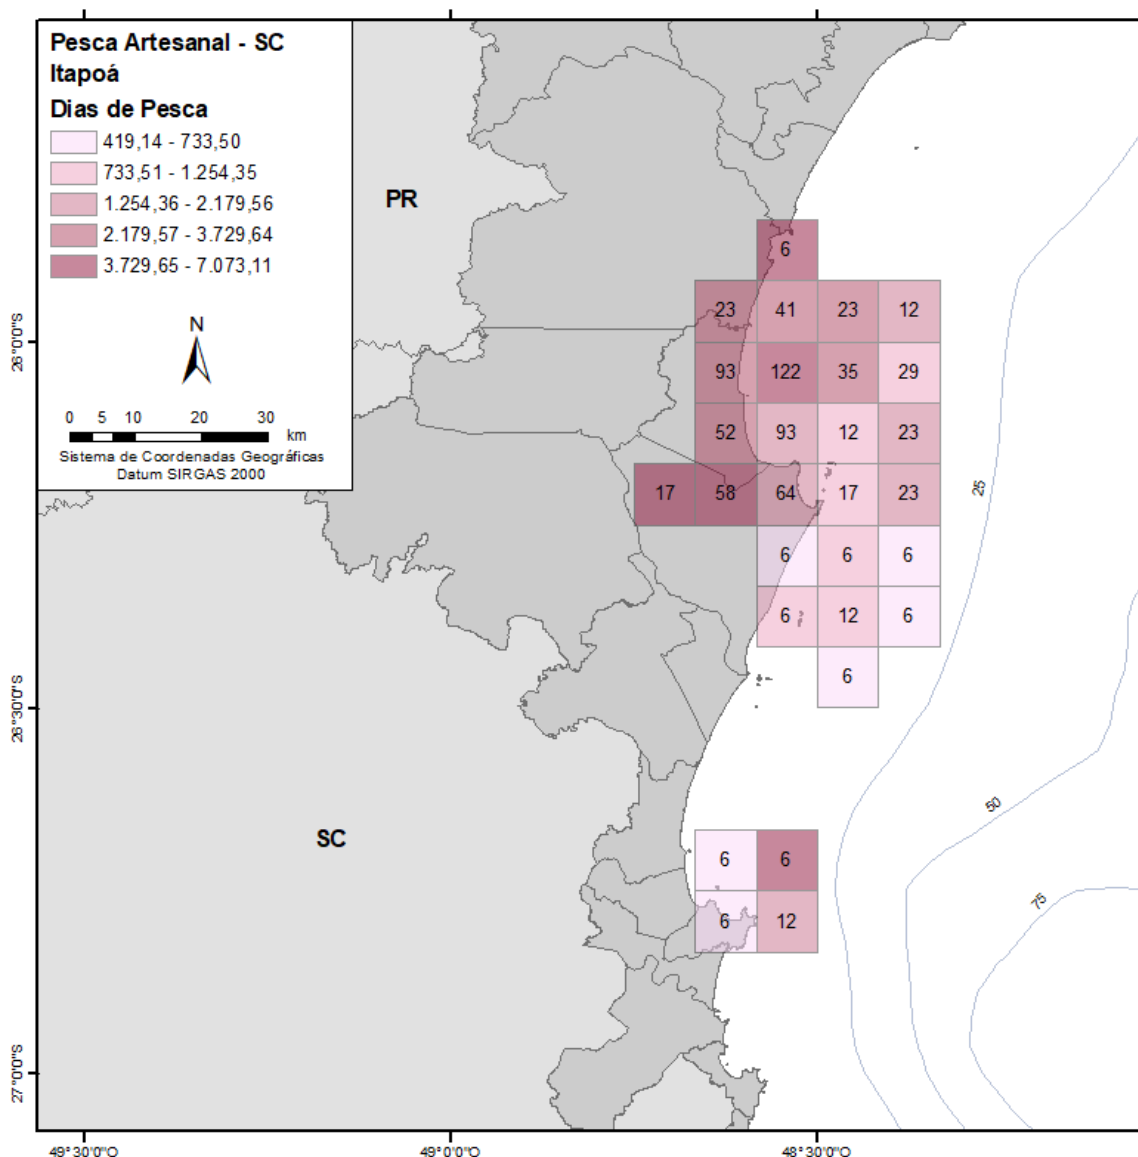 Pesca Artesanal - SC
Itapoá
Dias de Pesca
419,14 - 733,50
733,51 - 1.254,35
1.254,36 - 2.179,56
2.179,57 - 3.729,64
3.729,65 - 7.073,11
N
0 5 10 20 30
km
Sistema de Coordenadas Geográficas
Datum SIRGAS 2000
PR
6
23 41 23 12
26°0'0"S
93 122 35 29
52 93 12 23
17 58 64 17 23
25
6 6 6
6 12 6
6
26°30'0"S
50
SC
6 6
75
6 12
27°0'0"S
49°30'0"O 49°0'0"O 48°30'0"O